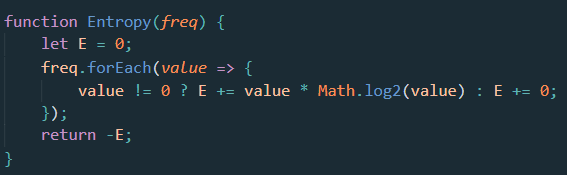 function Entropy(freq) {
    let E = 0;
    freq.forEach(value => {
        value != 0 ? E += value * Math.log2(value) : E += 0;
    });
    return -E;
}